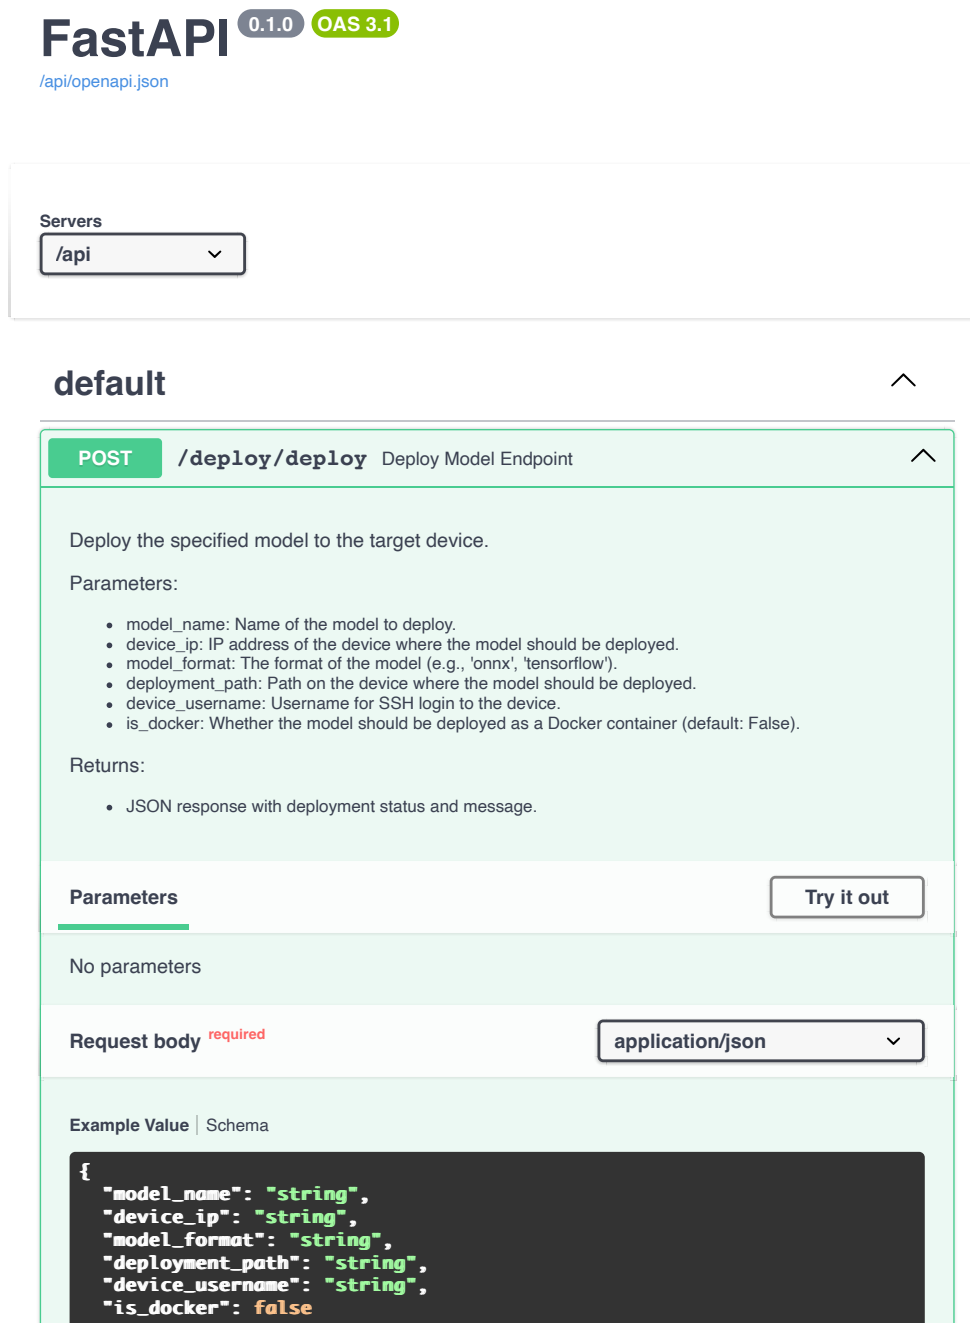 FastAPI 0.1.0 OAS 3.1
/api/openapi.json
Servers
/api
default
POST /deploy/deploy Deploy Model Endpoint
Deploy the specified model to the target device.
Parameters:
• model_name: Name of the model to deploy.
• device_ip: IP address of the device where the model should be deployed.
• model_format: The format of the model (e.g., 'onnx', 'tensorflow').
• deployment_path: Path on the device where the model should be deployed.
• device_username: Username for SSH login to the device.
• is_docker: Whether the model should be deployed as a Docker container (default: False).
Returns:
• JSON response with deployment status and message.
Parameters Try it out
No parameters
Request body required application/json
Example Value | Schema
{
  "model_name": "string",
  "device_ip": "string",
  "model_format": "string",
  "deployment_path": "string",
  "device_username": "string",
  "is_docker": false